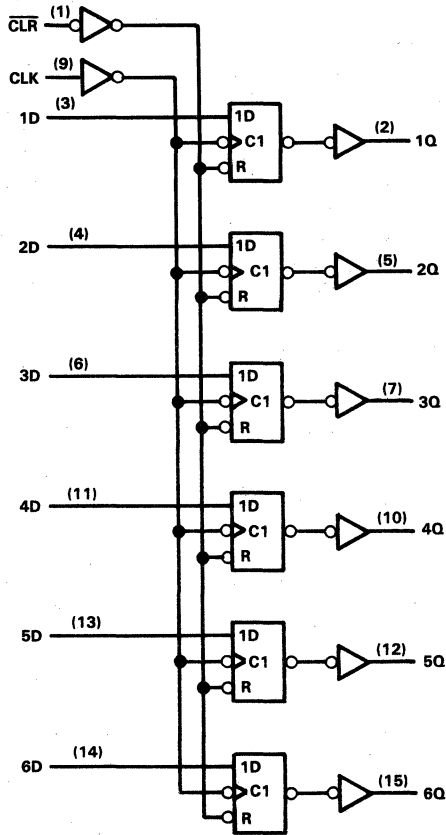 CLR (1)
CLK (9)
1D (3) 1D C1 R (2) 1Q
2D (4) 1D C1 R (5) 2Q
3D (6) 1D C1 R (7) 3Q
4D (11) 1D C1 R (10) 4Q
5D (13) 1D C1 R (12) 5Q
6D (14) 1D C1 R (15) 6Q